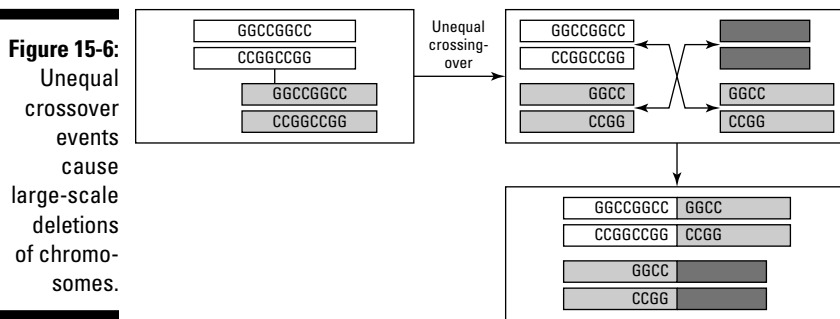 Figure 15-6:
Unequal
crossover
events
cause
large-scale
deletions
of chromo-
somes.
GGCCGGCC
CCGGCCGG
GGCCGGCC
CCGGCCGG
Unequal
crossing-
over
GGCCGGCC
CCGGCCGG
GGCC
CCGG
GGCC
CCGG
GGCCGGCC GGCC
CCGGCCGG CCGG
GGCC
CCGG